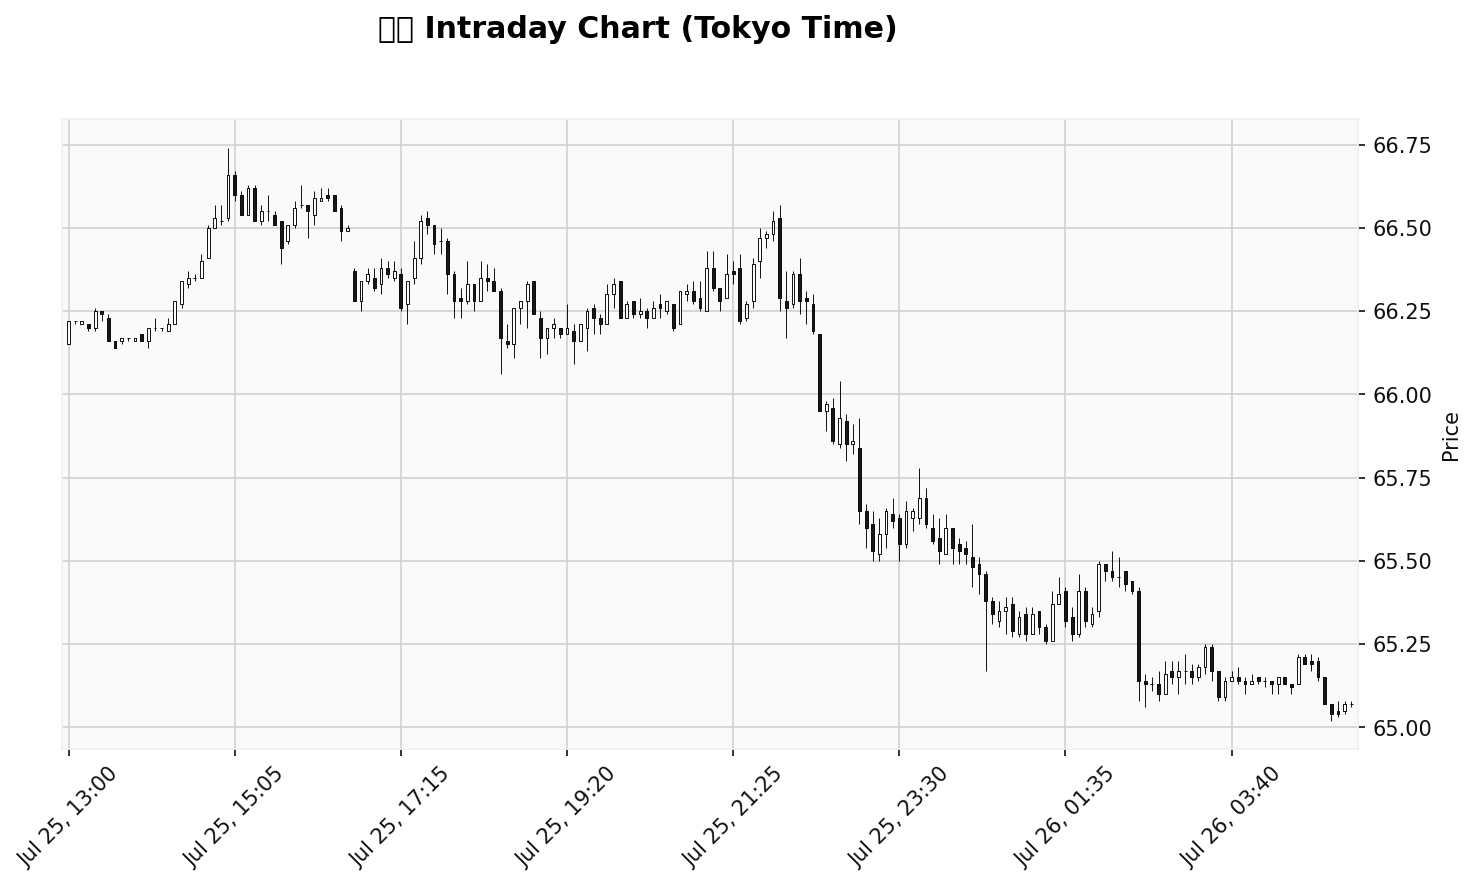 Intraday Chart (Tokyo Time)
66.75
66.50
66.25
66.00
65.75
65.50
65.25
65.00
Price
Jul 25, 13:00
Jul 25, 15:05
Jul 25, 17:15
Jul 25, 19:20
Jul 25, 21:25
Jul 25, 23:30
Jul 26, 01:35
Jul 26, 03:40